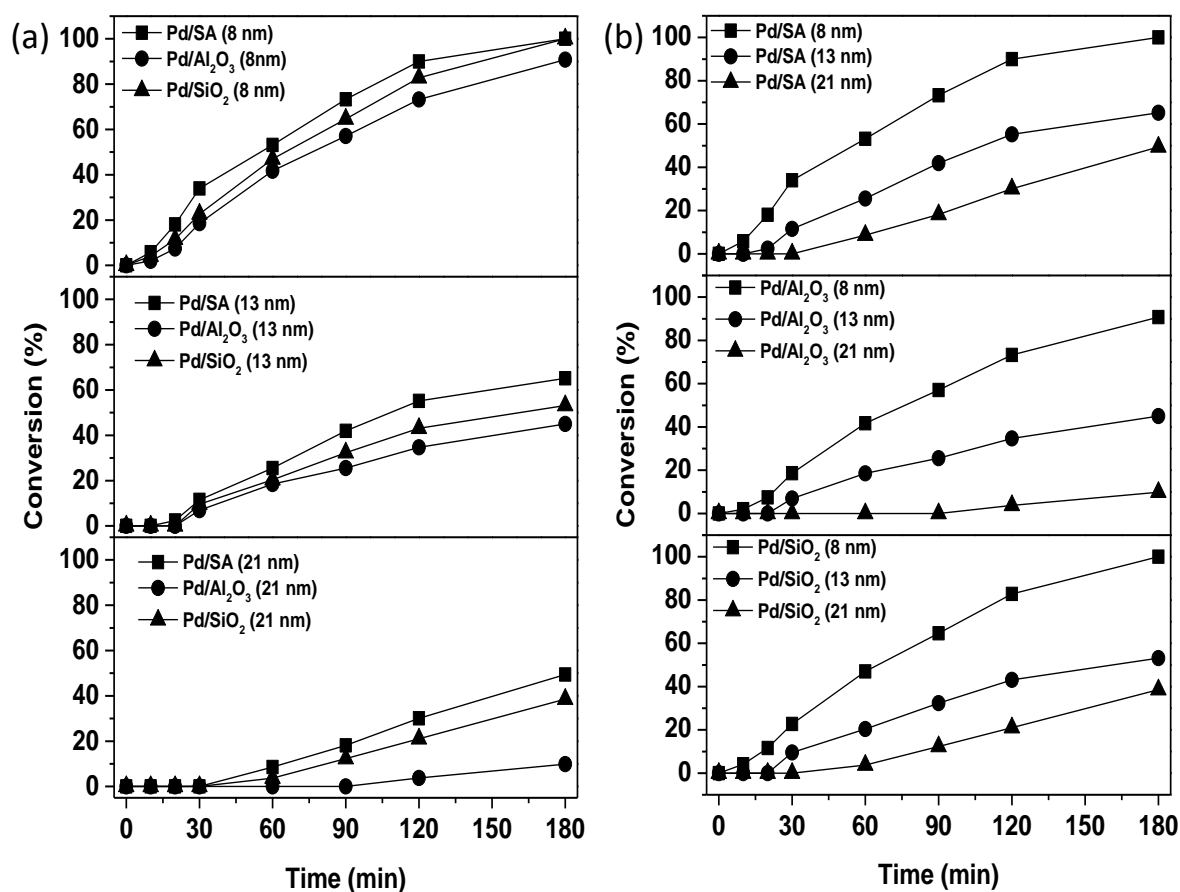 (a)
Pd/SA (8 nm)
Pd/Al₂O₃ (8nm)
Pd/SiO₂ (8 nm)
100
80
60
40
20
0
Pd/SA (13 nm)
Pd/Al₂O₃ (13 nm)
Pd/SiO₂ (13 nm)
100
80
60
40
20
0
Pd/SA (21 nm)
Pd/Al₂O₃ (21 nm)
Pd/SiO₂ (21 nm)
100
80
60
40
20
0
Conversion (%)
0 30 60 90 120 150 180
Time (min)
(b)
Pd/SA (8 nm)
Pd/SA (13 nm)
Pd/SA (21 nm)
100
80
60
40
20
0
Pd/Al₂O₃ (8 nm)
Pd/Al₂O₃ (13 nm)
Pd/Al₂O₃ (21 nm)
100
80
60
40
20
0
Pd/SiO₂ (8 nm)
Pd/SiO₂ (13 nm)
Pd/SiO₂ (21 nm)
100
80
60
40
20
0
Conversion (%)
0 30 60 90 120 150 180
Time (min)